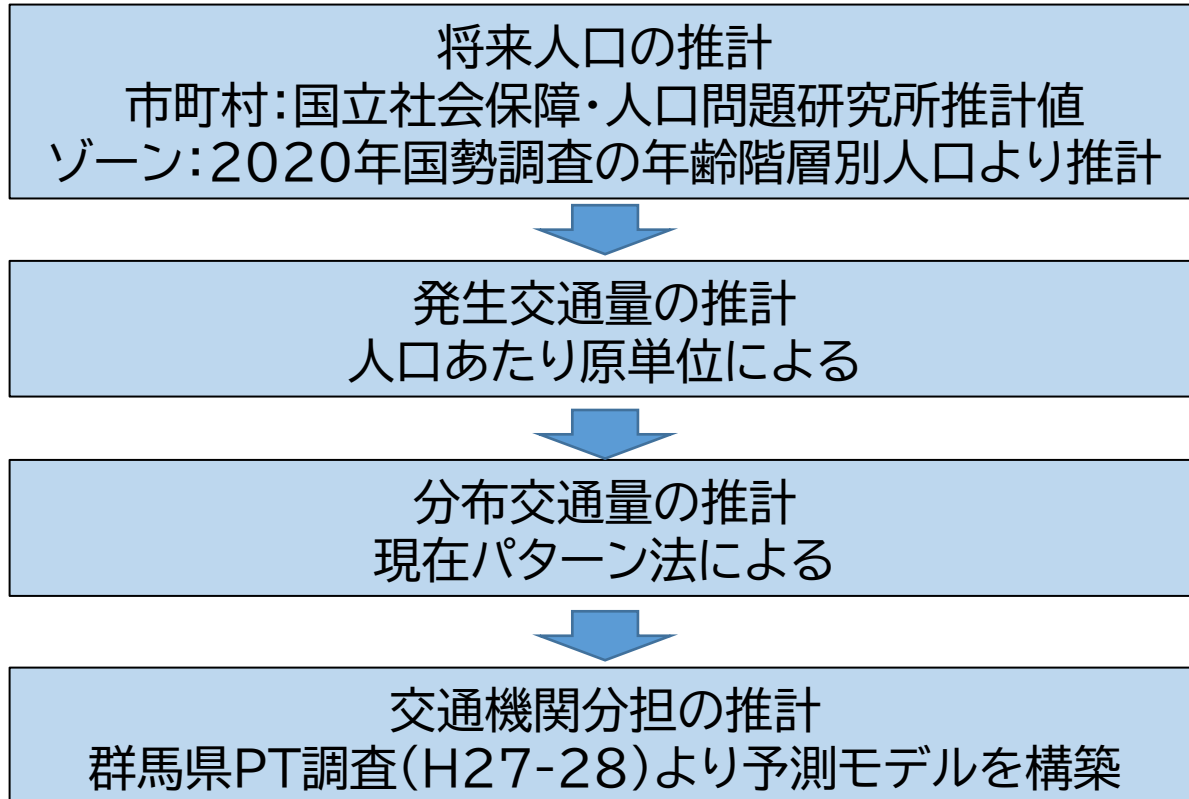 将来人口の推計
市町村：国立社会保障・人口問題研究所推計値
ゾーン：2020年国勢調査の年齢階層別人口より推計
発生交通量の推計
人口あたり原単位による
分布交通量の推計
現在パターン法による
交通機関分担の推計
群馬県PT調査(H27-28)より予測モデルを構築